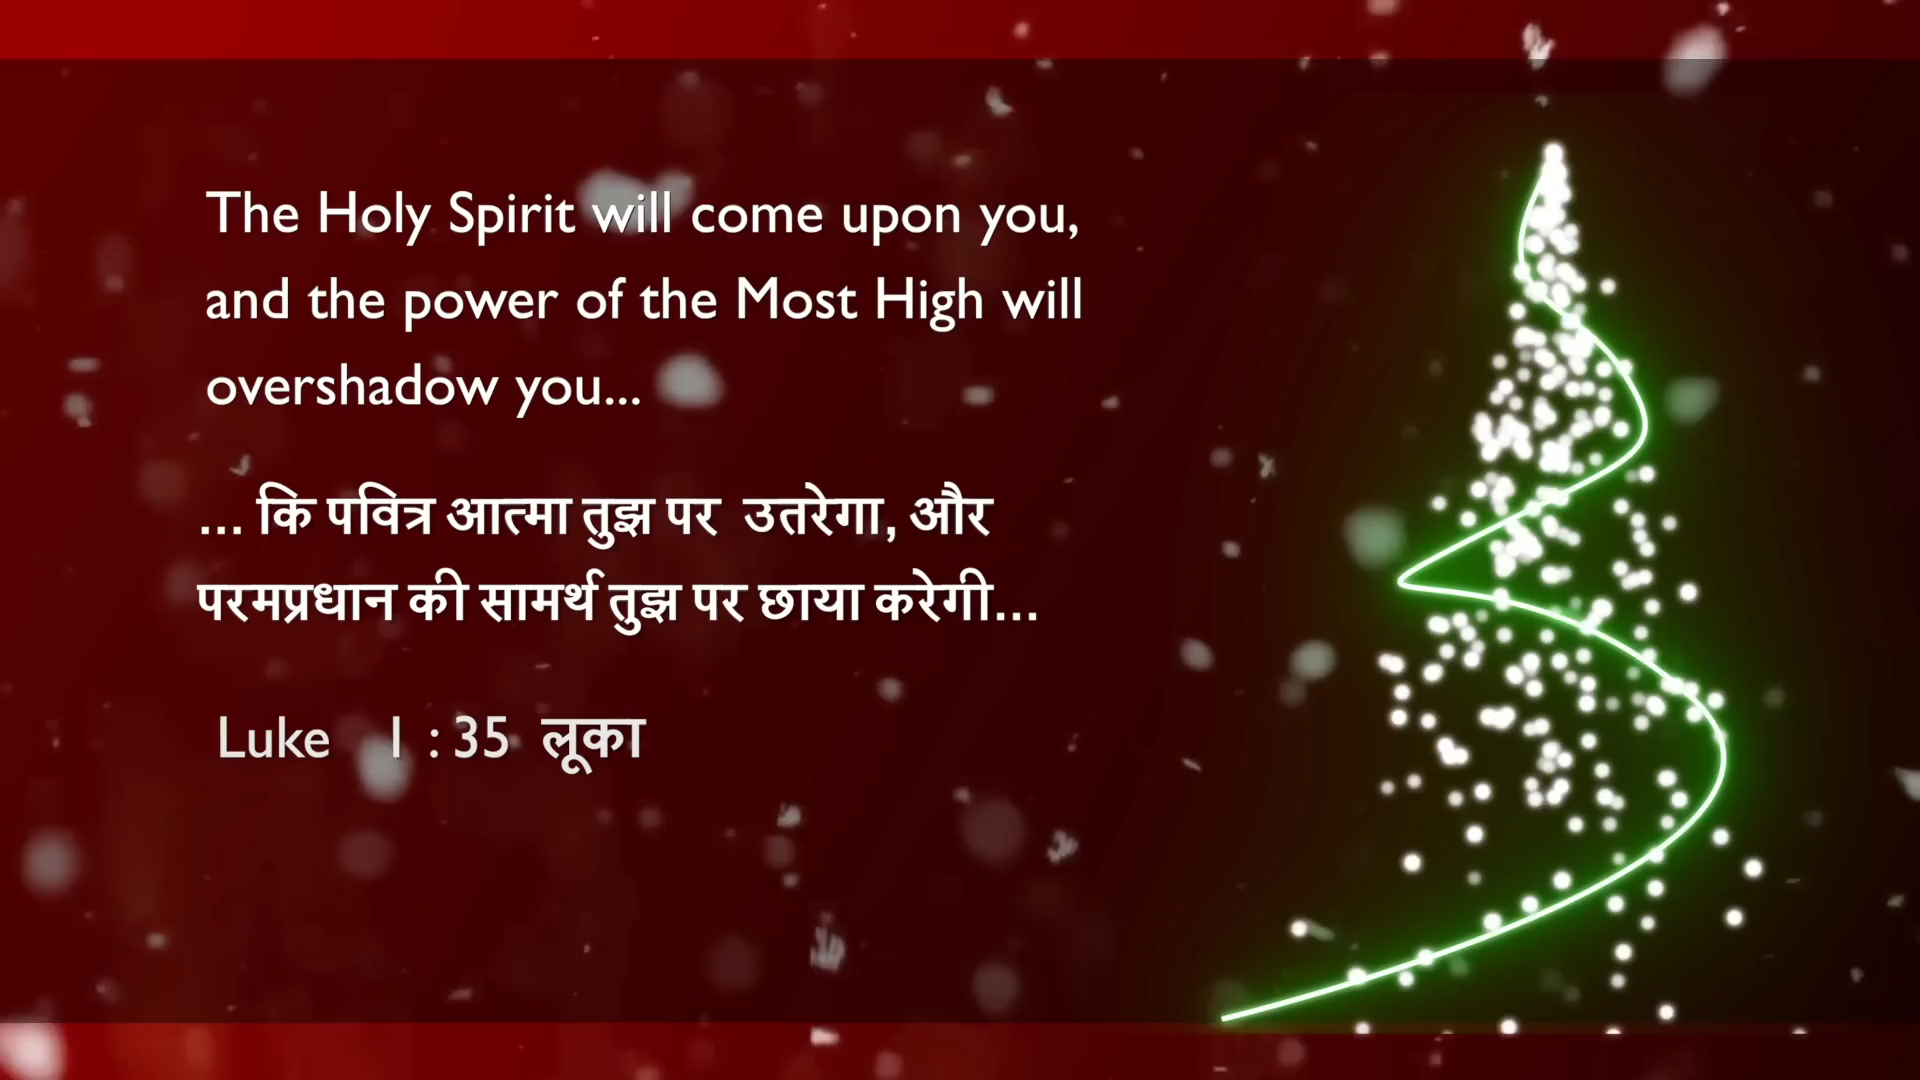 The Holy Spirit will come upon you,
and the power of the Most High will
overshadow you...
... कि पवित्र आत्मा तुझ पर उतरेगा, और
परमप्रधान की सामर्थ तुझ पर छाया करेगी...
Luke 1 : 35 लूका